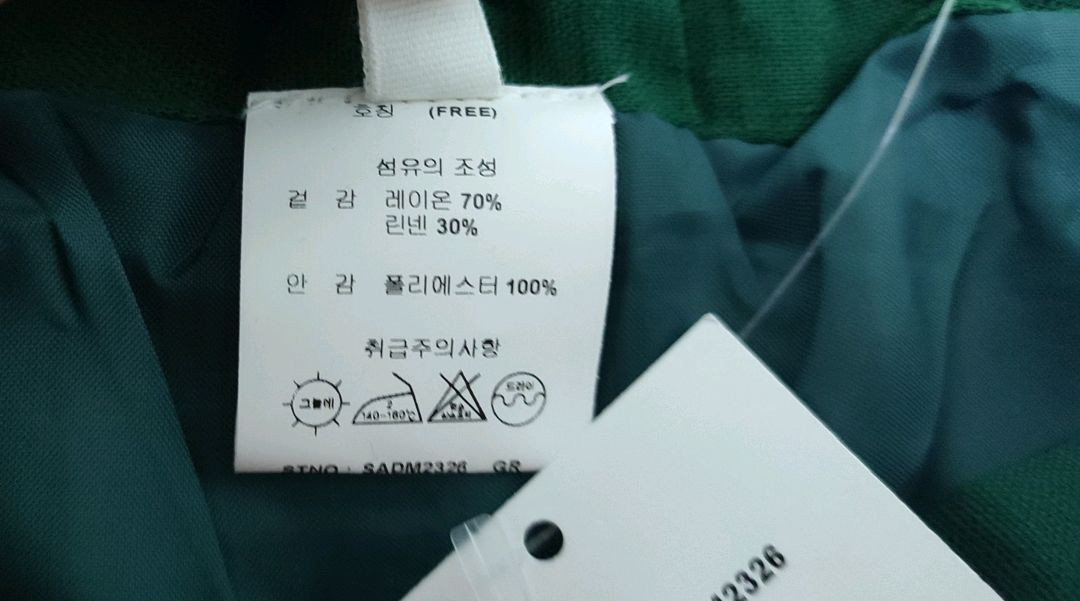 호칭 (FREE)
섬유의 조성
겉 감 레이온 70%
린넨 30%
안 감 폴리에스터 100%
취급주의사항
그늘에
2
140~160℃
드라이
STNO : SADM2326 GR
2326